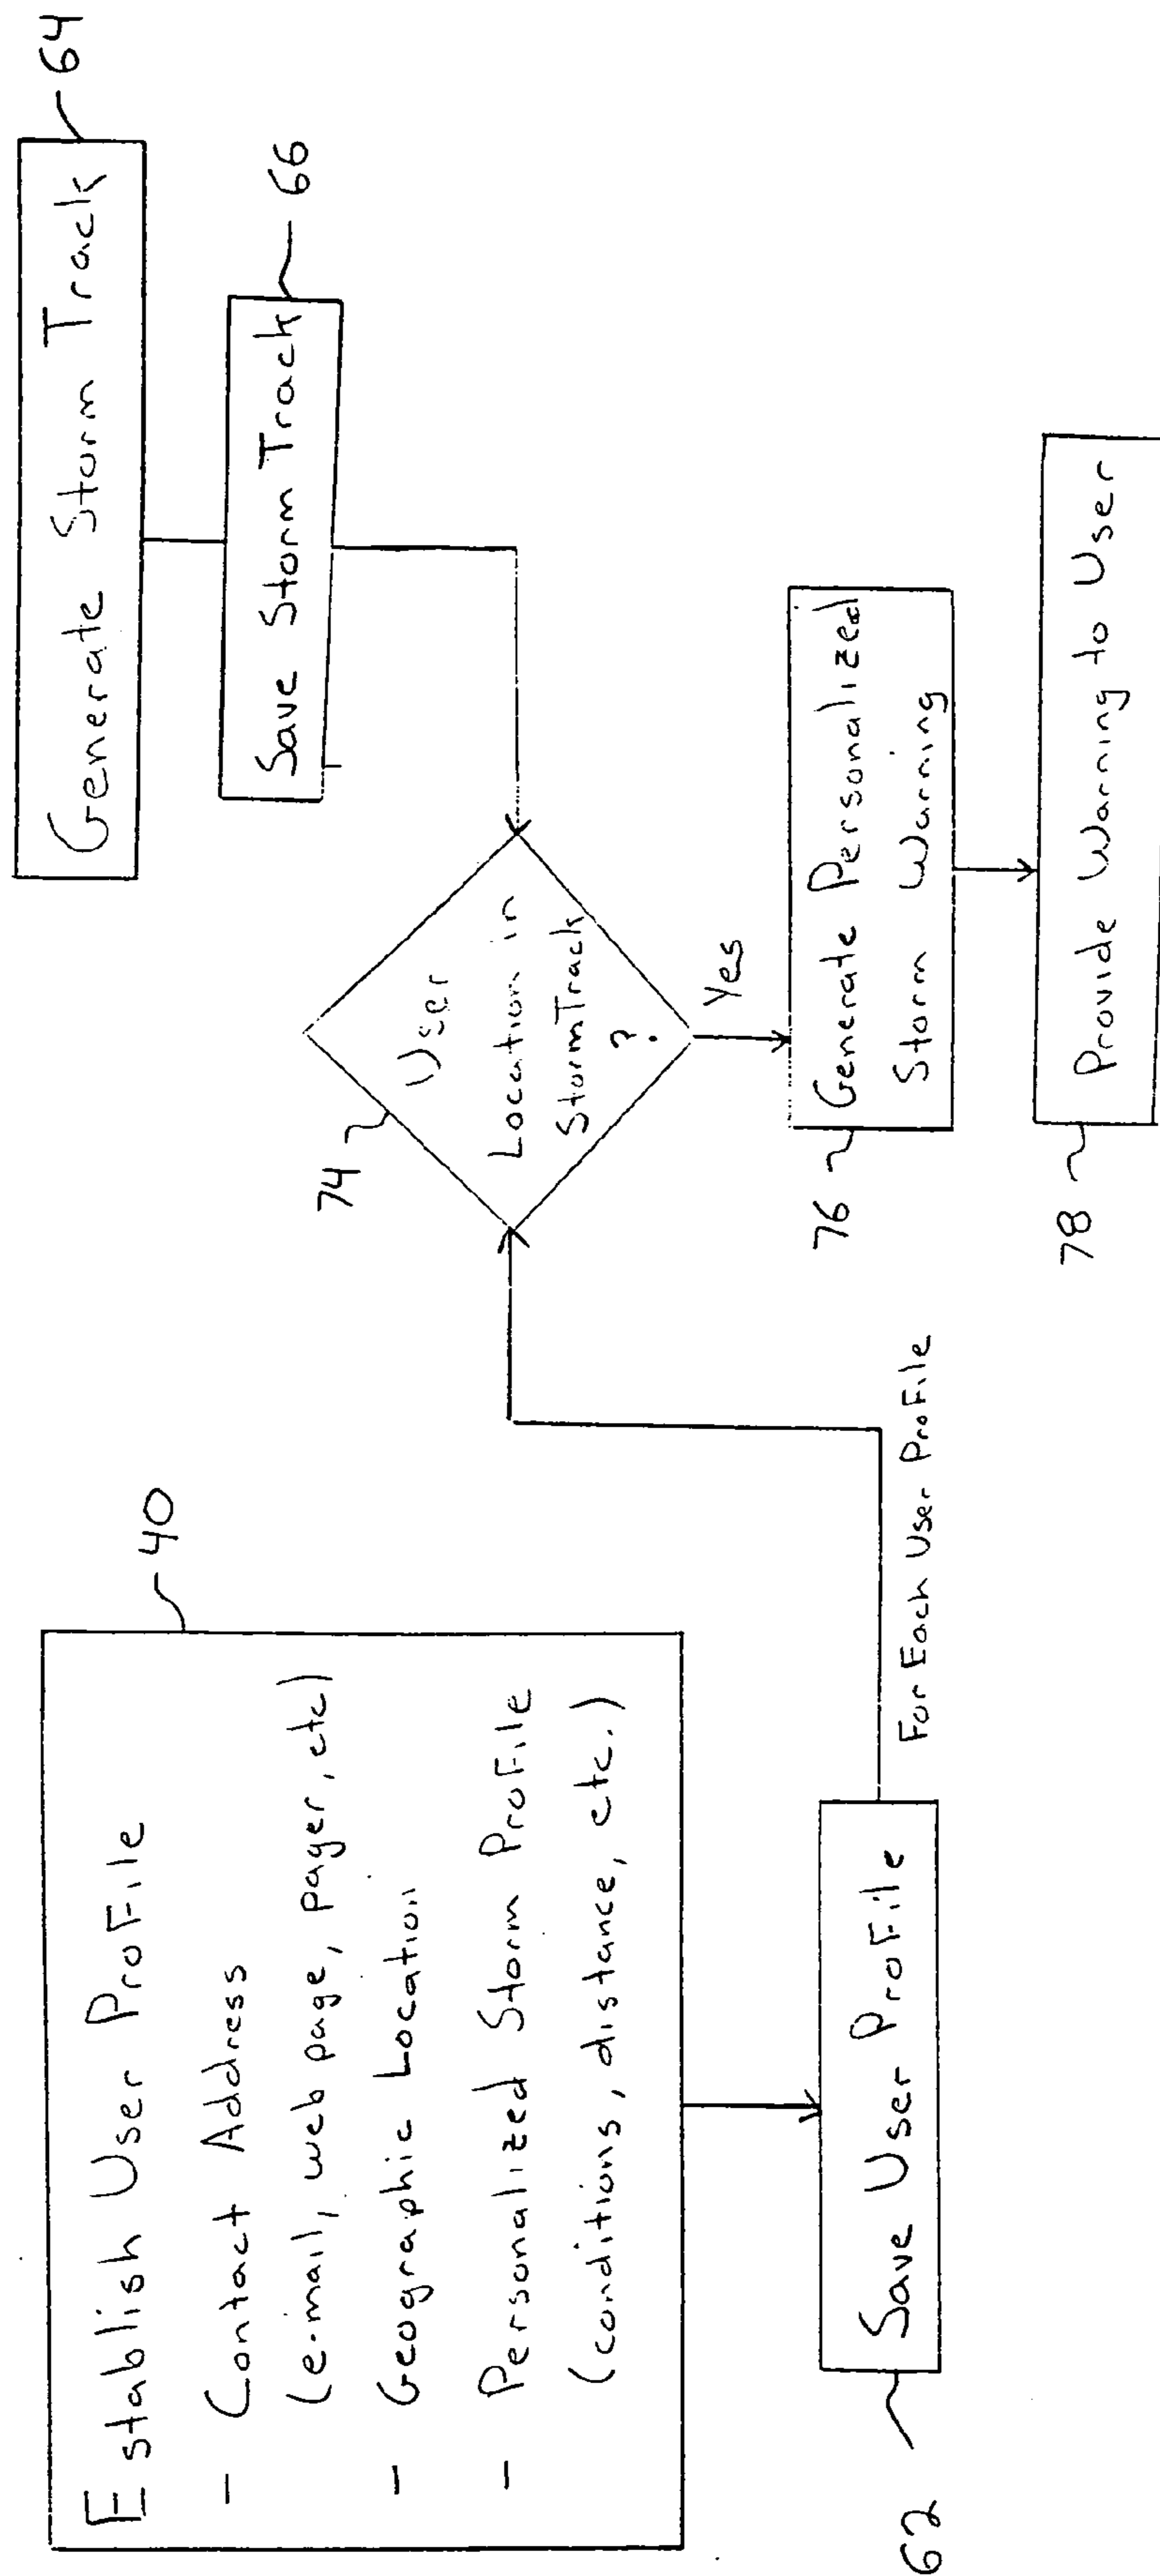 Establish User Profile
40
- Contact Address
(e-mail, web page, pager, etc)
- Geographic Location
- Personalized Storm Profile
(conditions, distance, etc.)
62
Save User Profile
For Each User Profile
Generate Storm Track
64
Save Storm Track
66
74
User
Location in
Storm Track
?
Yes
76
Generate Personalized
Storm Warning
78
Provide Warning to User